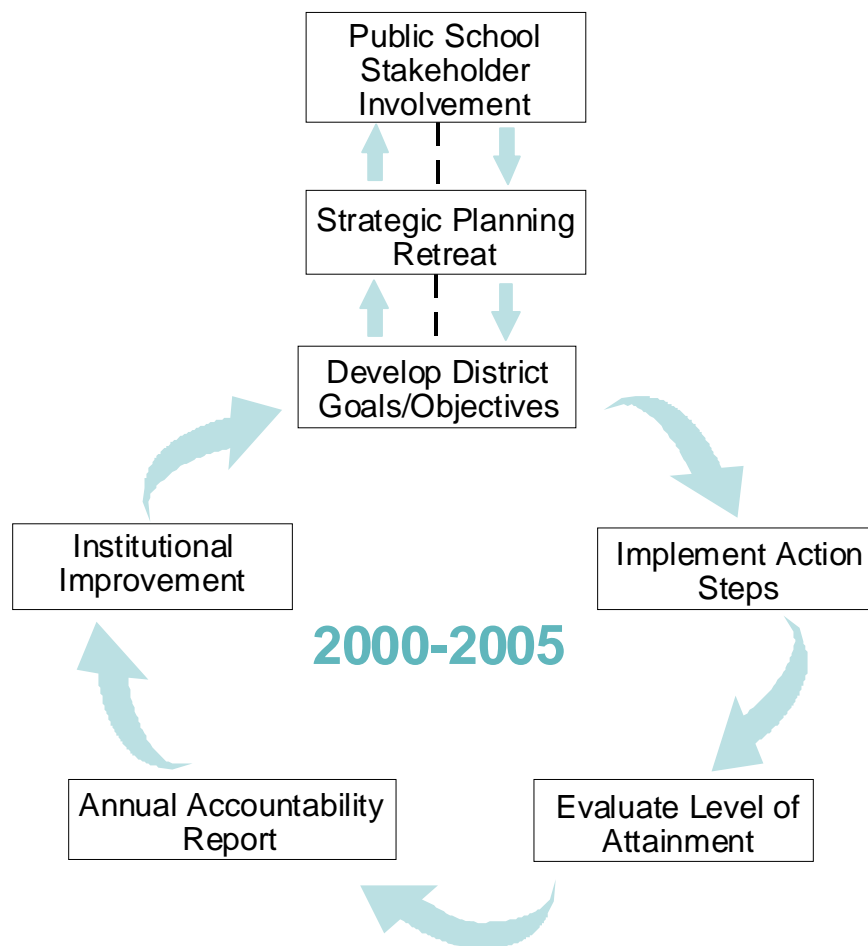 Public School
Stakeholder
Involvement
Strategic Planning
Retreat
Develop District
Goals/Objectives
Institutional
Improvement
Implement Action
Steps
2000-2005
Annual Accountability
Report
Evaluate Level of
Attainment